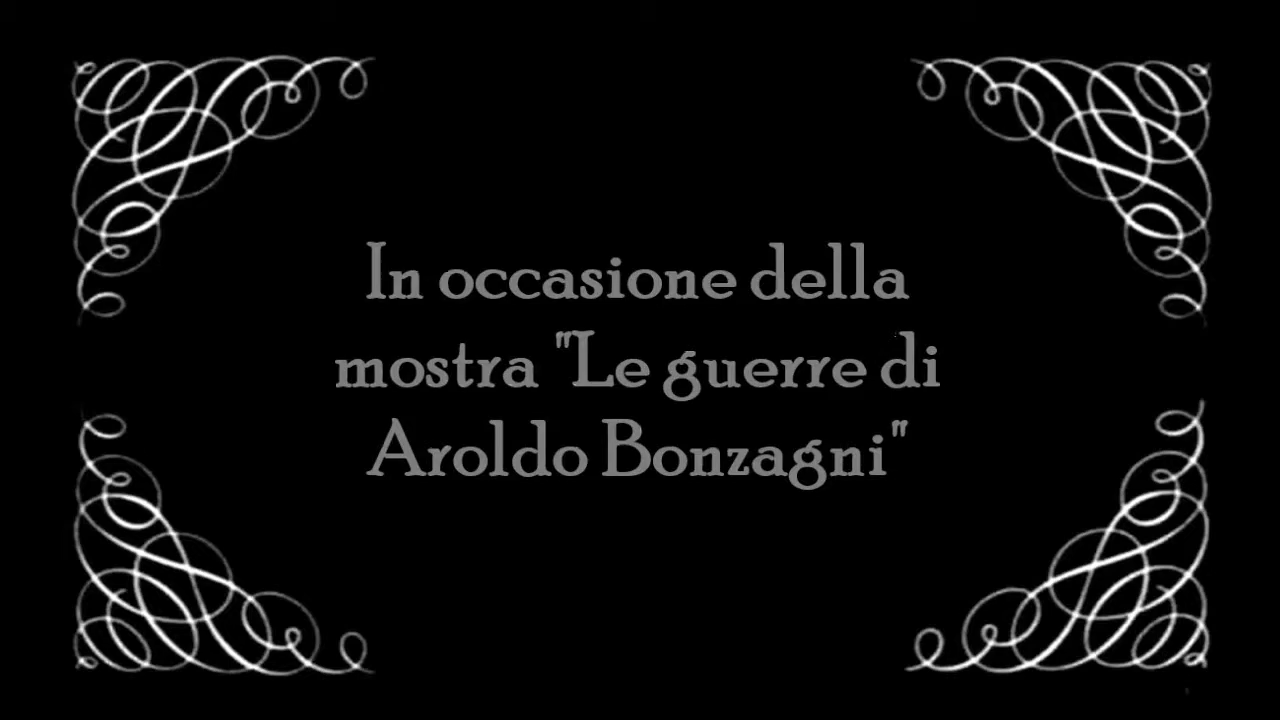 In occasione della
mostra "Le guerre di
Aroldo Bonzagni"